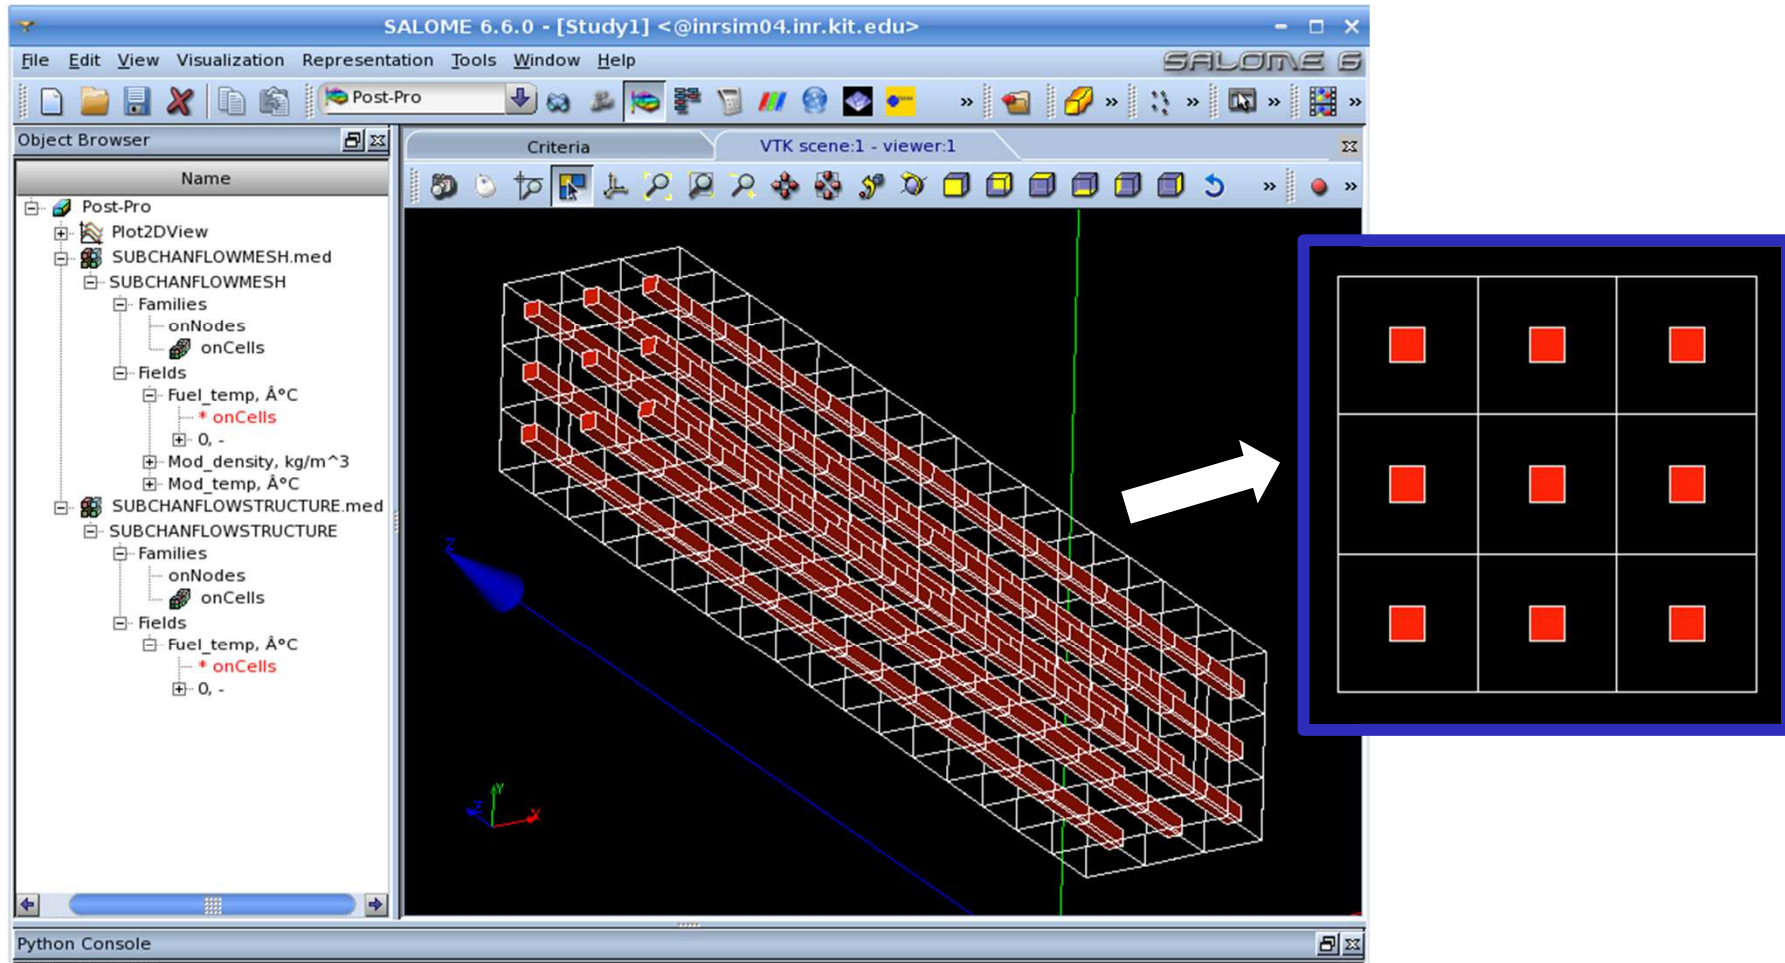 SALOME 6.6.0 - [Study1] <@inrsim04.inr.kit.edu>
File Edit View Visualization Representation Tools Window Help
SALOME 6
Post-Pro
»
»
»
»
»
Object Browser
Criteria
VTK scene:1 - viewer:1
Name
»
»
Post-Pro
Plot2DView
SUBCHANFLOWMESH.med
SUBCHANFLOWMESH
Families
onNodes
onCells
Fields
Fuel_temp, Â°C
* onCells
0, -
Mod_density, kg/m^3
Mod_temp, Â°C
SUBCHANFLOWSTRUCTURE.med
SUBCHANFLOWSTRUCTURE
Families
onNodes
onCells
Fields
Fuel_temp, Â°C
* onCells
0, -
Z
Y
Z
X
Python Console